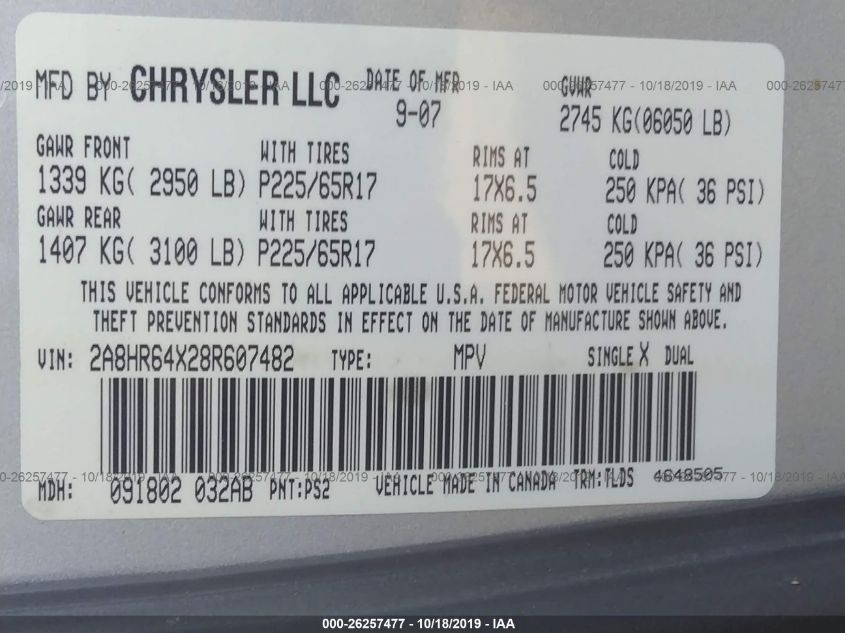 MFD BY CHRYSLER LLC DATE OF MFR GVWR
9-07 2745 KG(06050 LB)
GAWR FRONT WITH TIRES RIMS AT COLD
1339 KG( 2950 LB) P225/65R17 17X6.5 250 KPA( 36 PSI)
GAWR REAR WITH TIRES RIMS AT COLD
1407 KG( 3100 LB) P225/65R17 17X6.5 250 KPA( 36 PSI)
THIS VEHICLE CONFORMS TO ALL APPLICABLE U.S.A. FEDERAL MOTOR VEHICLE SAFETY AND
THEFT PREVENTION STANDARDS IN EFFECT ON THE DATE OF MANUFACTURE SHOWN ABOVE.
VIN: 2A8HR64X28R607482 TYPE: MPV SINGLE X DUAL
MDH: 091802 032AB PNT:PS2 VEHICLE MADE IN CANADA TRM:TLDS 4648505
000-26257477 - 10/18/2019 - IAA